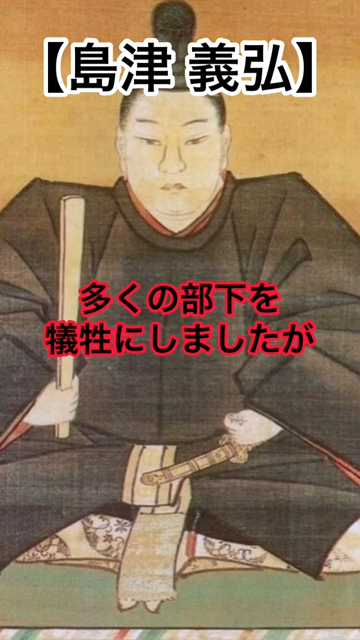 【島津 義弘】
多くの部下を
犠牲にしましたが